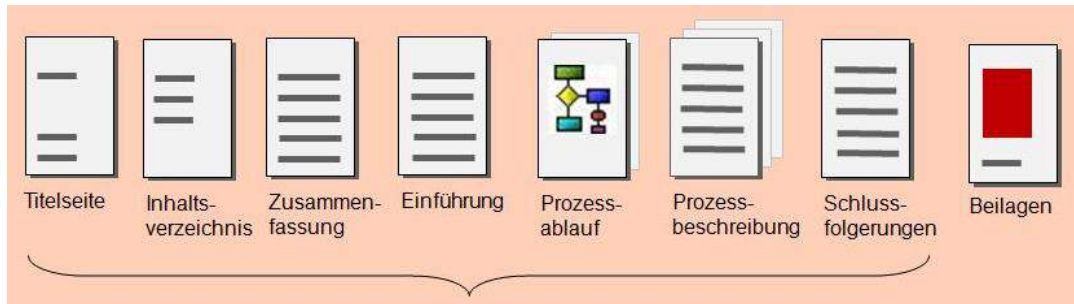 Titelseite
Inhalts-
verzeichnis
Zusammen-
fassung
Einführung
Prozess-
ablauf
Prozess-
beschreibung
Schluss-
folgerungen
Beilagen